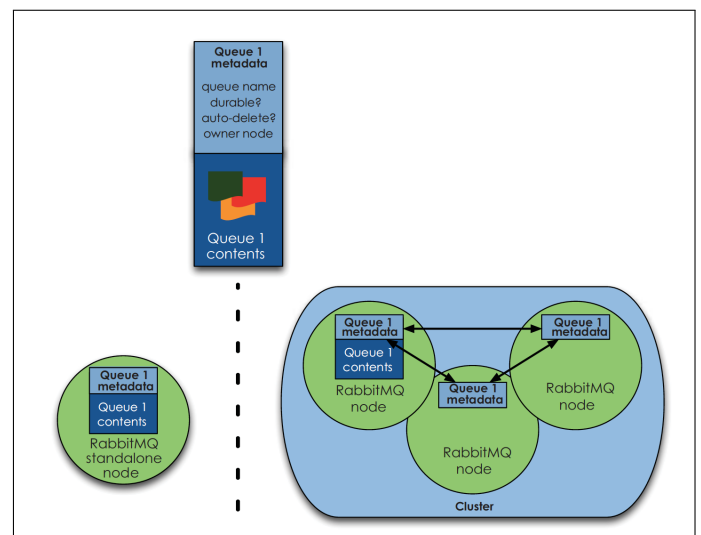 Queue 1
metadata
queue name
durable?
auto-delete?
owner node
Queue 1
contents
Queue 1
metadata
Queue 1
contents
RabbitMQ
standalone
node
Queue 1
metadata
Queue 1
contents
RabbitMQ
node
Queue 1
metadata
RabbitMQ
node
Queue 1
metadata
RabbitMQ
node
Cluster